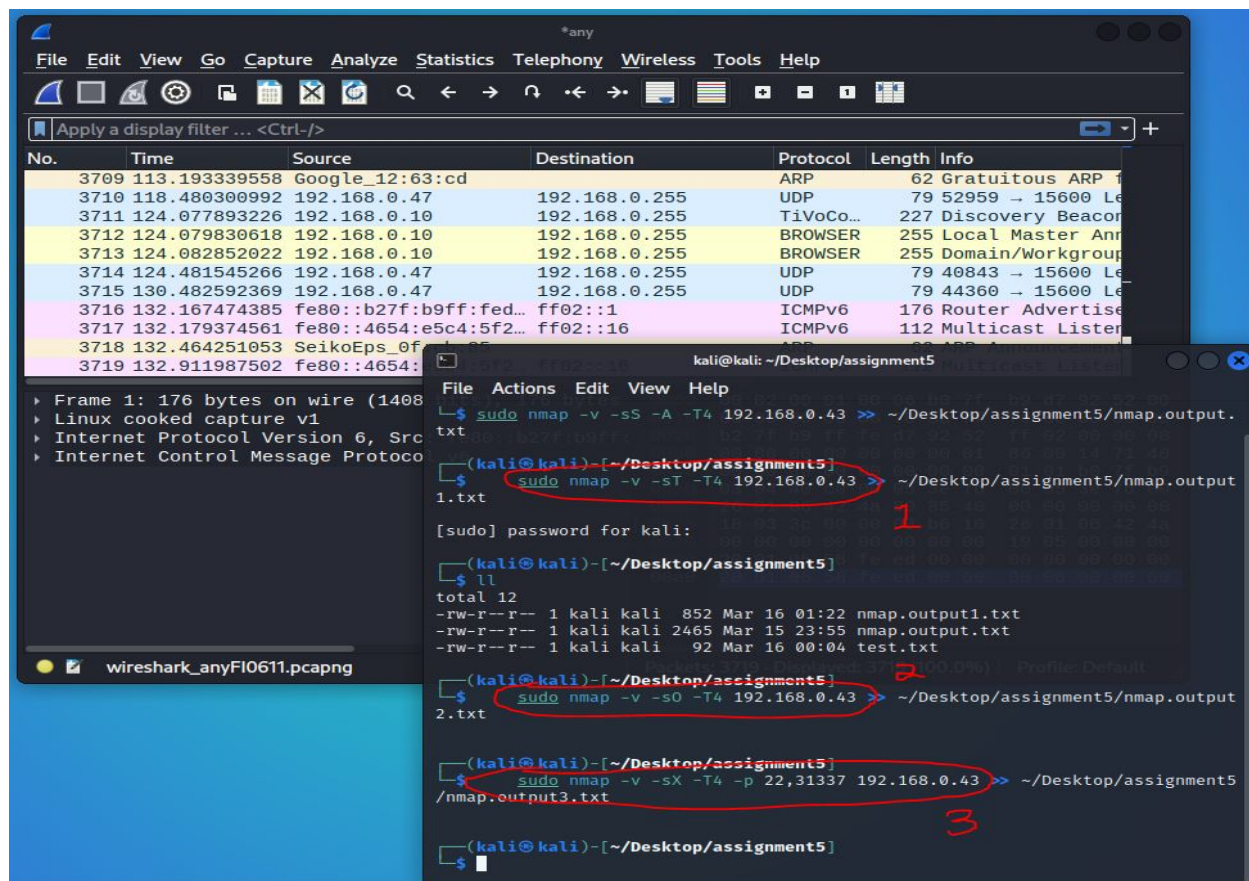 *any
File Edit View Go Capture Analyze Statistics Telephony Wireless Tools Help
Apply a display filter ... <Ctrl-/>
No. Time Source Destination Protocol Length Info
3709 113.193339558 Google_12:63:cd ARP 62 Gratuitous ARP f
3710 118.480300992 192.168.0.47 192.168.0.255 UDP 79 52959 → 15600 Le
3711 124.077893226 192.168.0.10 192.168.0.255 TiVoCo… 227 Discovery Beacon
3712 124.079830618 192.168.0.10 192.168.0.255 BROWSER 255 Local Master Ann
3713 124.082852022 192.168.0.10 192.168.0.255 BROWSER 255 Domain/Workgroup
3714 124.481545266 192.168.0.47 192.168.0.255 UDP 79 40843 → 15600 Le
3715 130.482592369 192.168.0.47 192.168.0.255 UDP 79 44360 → 15600 Le
3716 132.167474385 fe80::b27f:b9ff:fed… ff02::1 ICMPv6 176 Router Advertise
3717 132.179374561 fe80::4654:e5c4:5f2… ff02::16 ICMPv6 112 Multicast Listen
3718 132.464251053
3719 132.911987502 fe80::4654:
Frame 1: 176 bytes on wire (1408
Linux cooked capture v1
Internet Protocol Version 6, Src
Internet Control Message Protoco
wireshark_anyFI0611.pcapng
Packets: 3719 · Displayed: 3719 (100.0%) Profile: Default
kali@kali: ~/Desktop/assignment5
File Actions Edit View Help
└─$ sudo nmap -v -sS -A -T4 192.168.0.43 >> ~/Desktop/assignment5/nmap.output.
txt
┌──(kali㉿kali)-[~/Desktop/assignment5]
└─$ sudo nmap -v -sT -T4 192.168.0.43 >> ~/Desktop/assignment5/nmap.output
1.txt
1
[sudo] password for kali:
┌──(kali㉿kali)-[~/Desktop/assignment5]
└─$ ll
total 12
-rw-r--r-- 1 kali kali 852 Mar 16 01:22 nmap.output1.txt
-rw-r--r-- 1 kali kali 2465 Mar 15 23:55 nmap.output.txt
-rw-r--r-- 1 kali kali 92 Mar 16 00:04 test.txt
2
┌──(kali㉿kali)-[~/Desktop/assignment5]
└─$ sudo nmap -v -sO -T4 192.168.0.43 >> ~/Desktop/assignment5/nmap.output
2.txt
┌──(kali㉿kali)-[~/Desktop/assignment5]
└─$ sudo nmap -v -sX -T4 -p 22,31337 192.168.0.43 >> ~/Desktop/assignment5
/nmap.output3.txt
3
┌──(kali㉿kali)-[~/Desktop/assignment5]
└─$